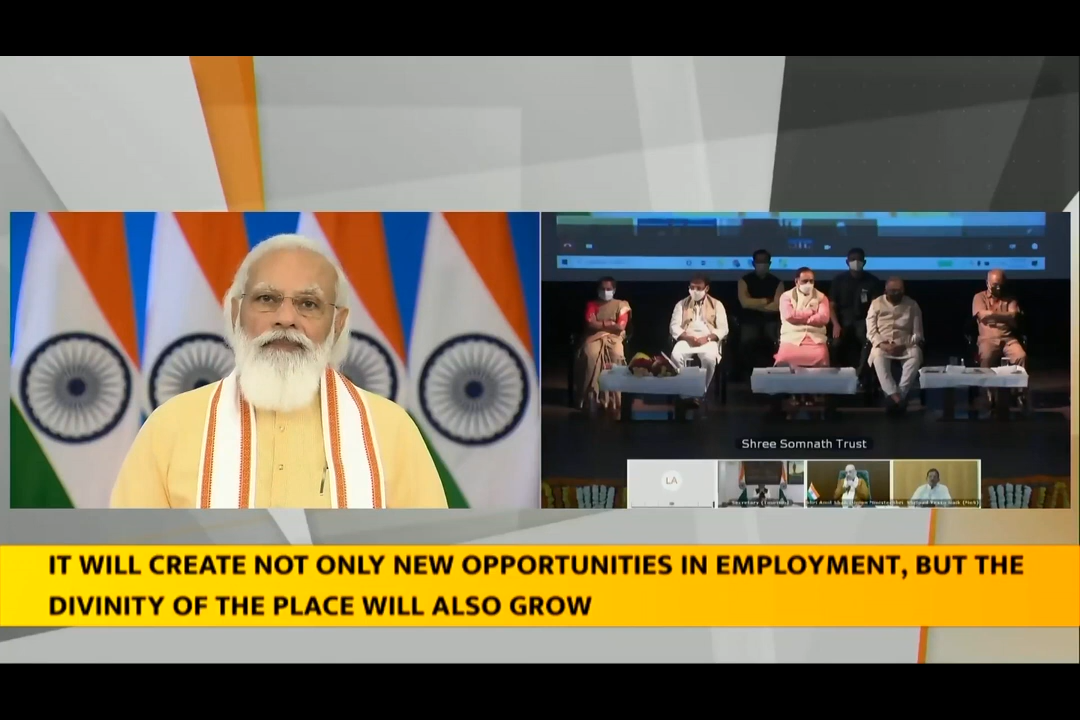 Shree Somnath Trust
LA
IT WILL CREATE NOT ONLY NEW OPPORTUNITIES IN EMPLOYMENT, BUT THE
DIVINITY OF THE PLACE WILL ALSO GROW